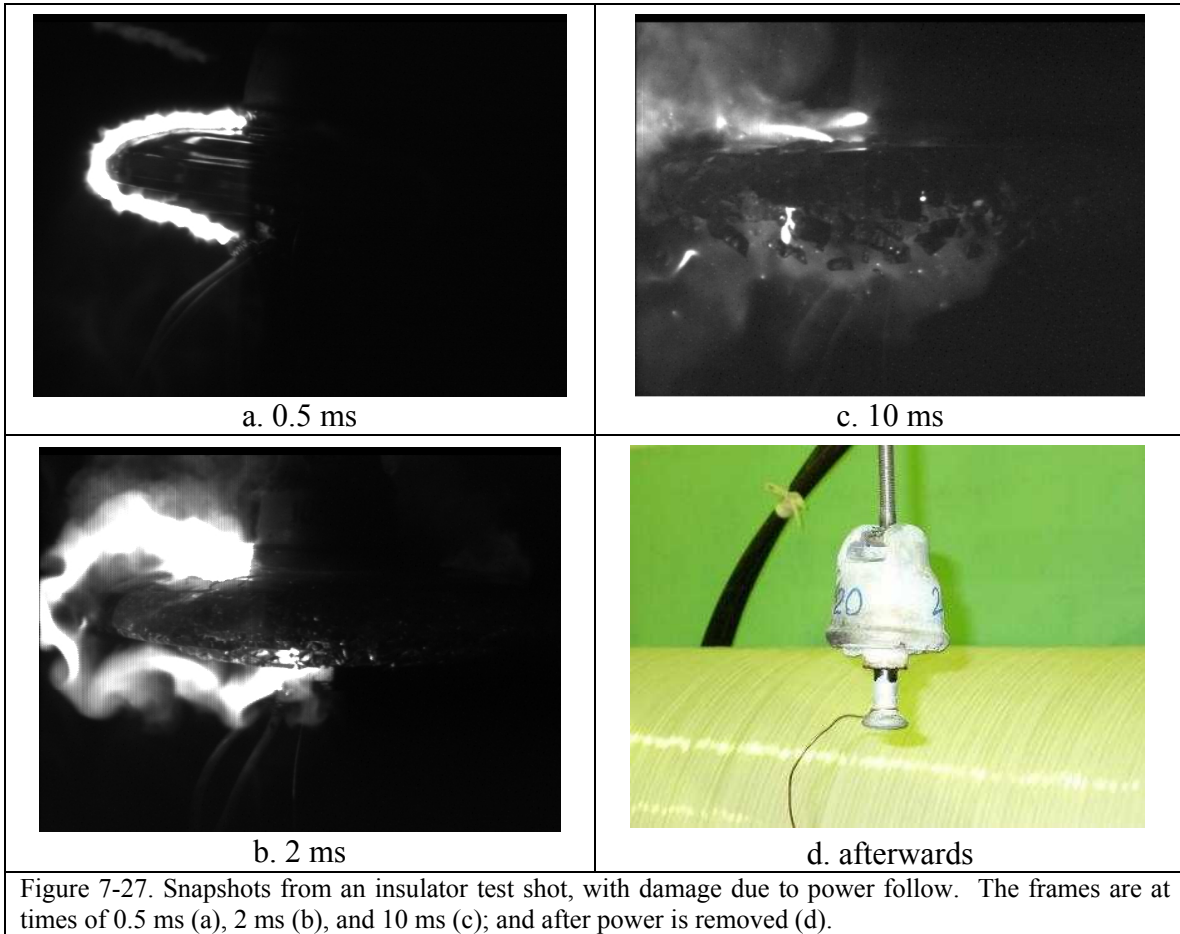 a. 0.5 ms
c. 10 ms
b. 2 ms
20
2
d. afterwards
Figure 7-27. Snapshots from an insulator test shot, with damage due to power follow. The frames are at
times of 0.5 ms (a), 2 ms (b), and 10 ms (c); and after power is removed (d).